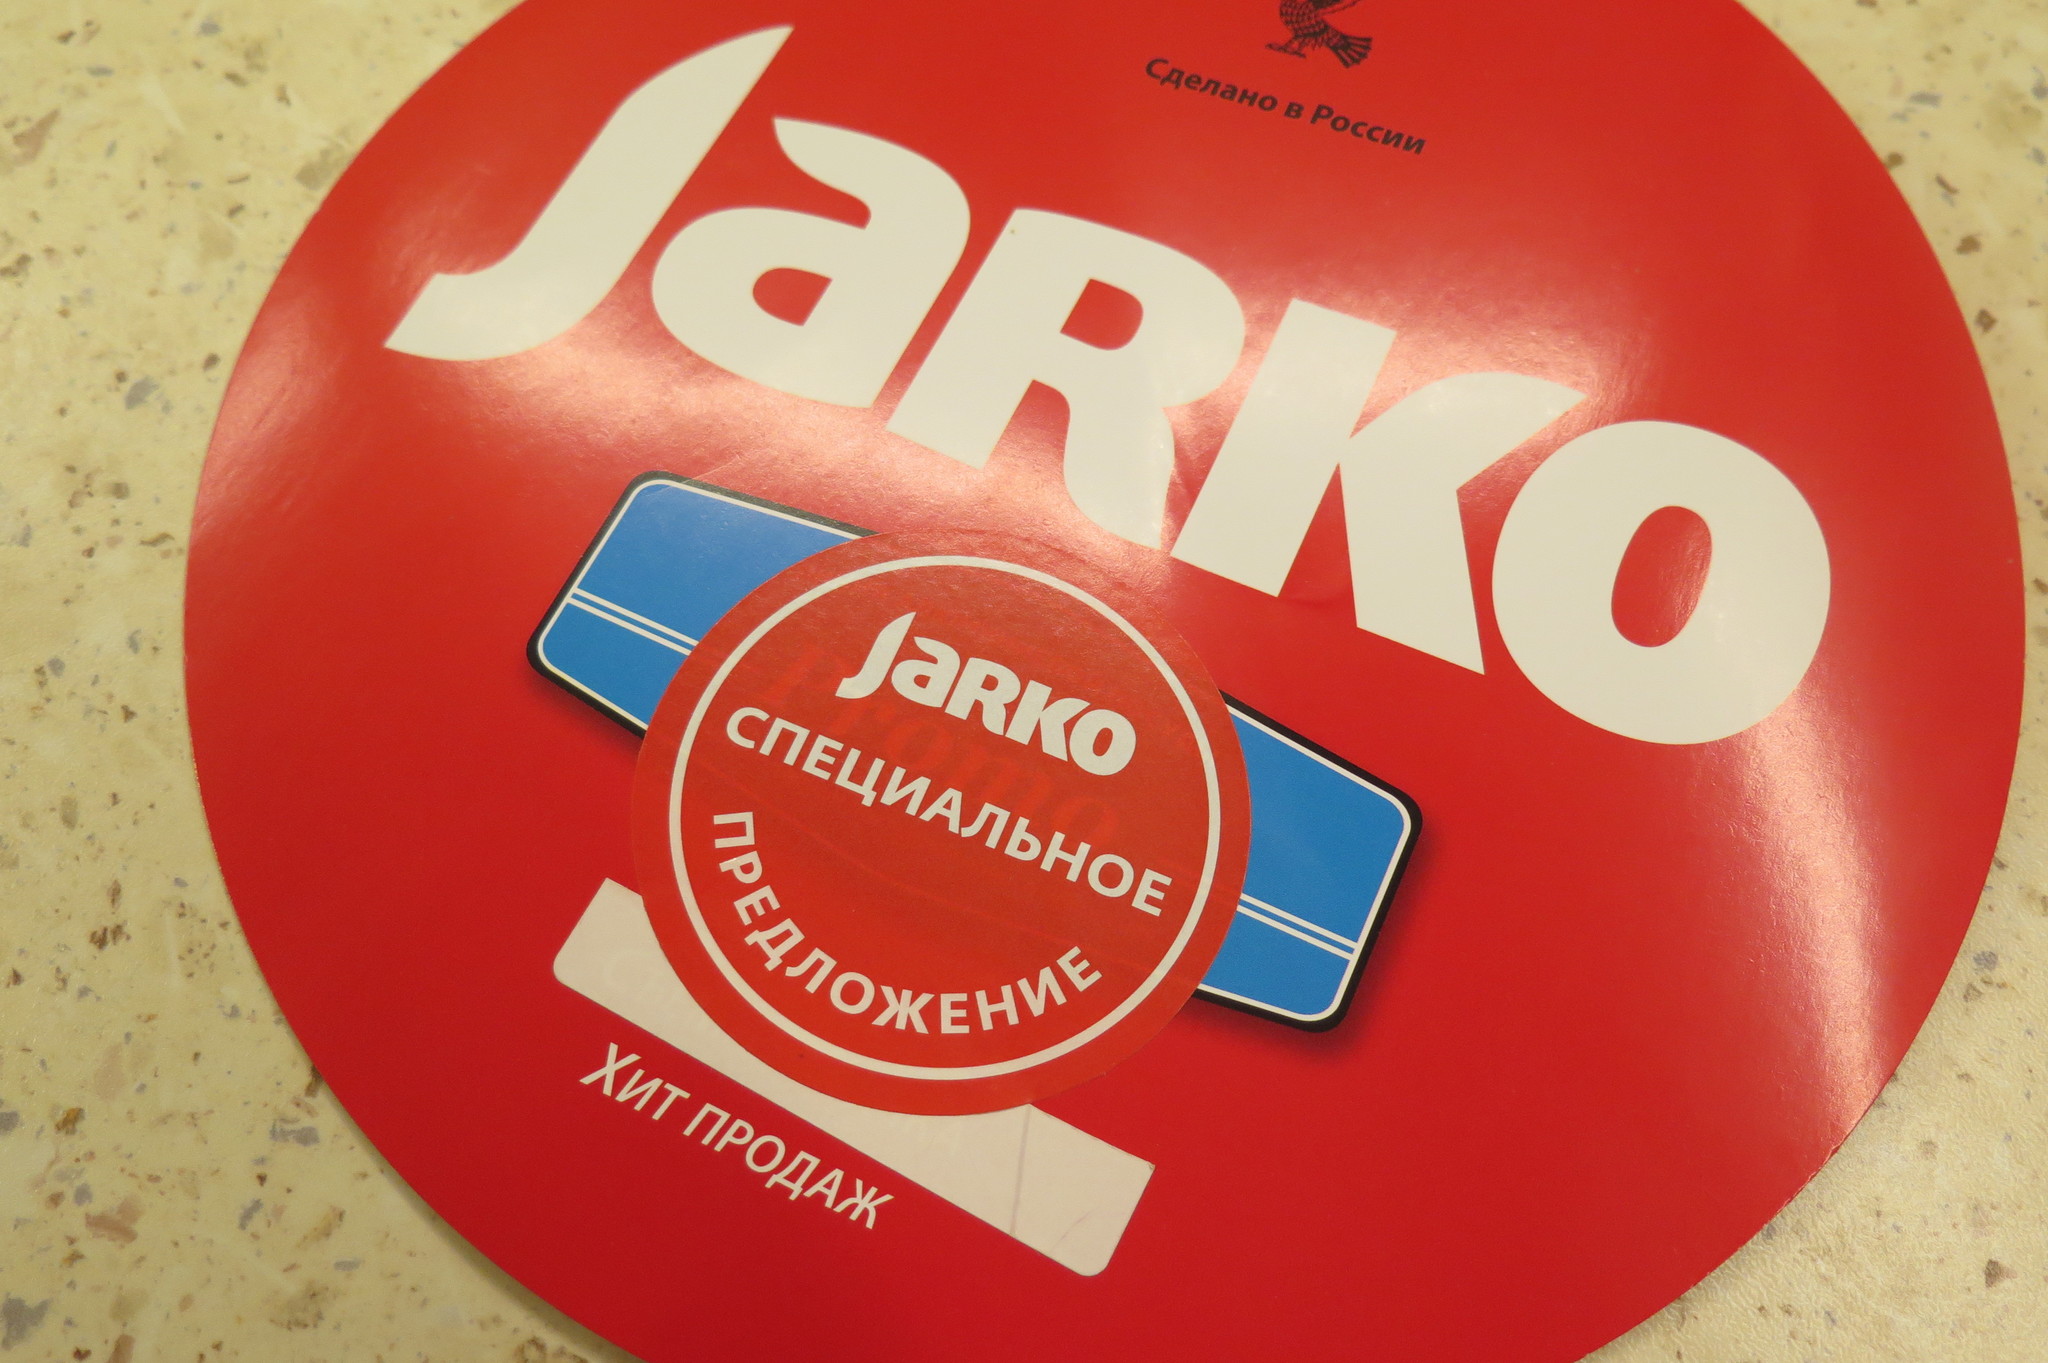 Сделано в России
Jarko
Jarko
СПЕЦИАЛЬНОЕ
ПРЕДЛОЖЕНИЕ
ХИТ ПРОДАЖ